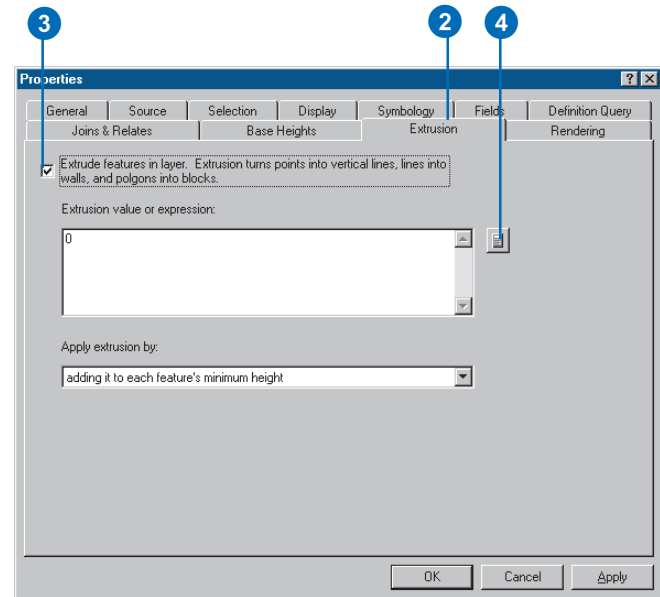 3 2 4
Properties ? X
General Source Selection Display Symbology Fields Definition Query
Joins & Relates Base Heights Extrusion Rendering
Extrude features in layer. Extrusion turns points into vertical lines, lines into
walls, and polgons into blocks.
Extrusion value or expression:
0
Apply extrusion by:
adding it to each feature's minimum height
OK Cancel Apply